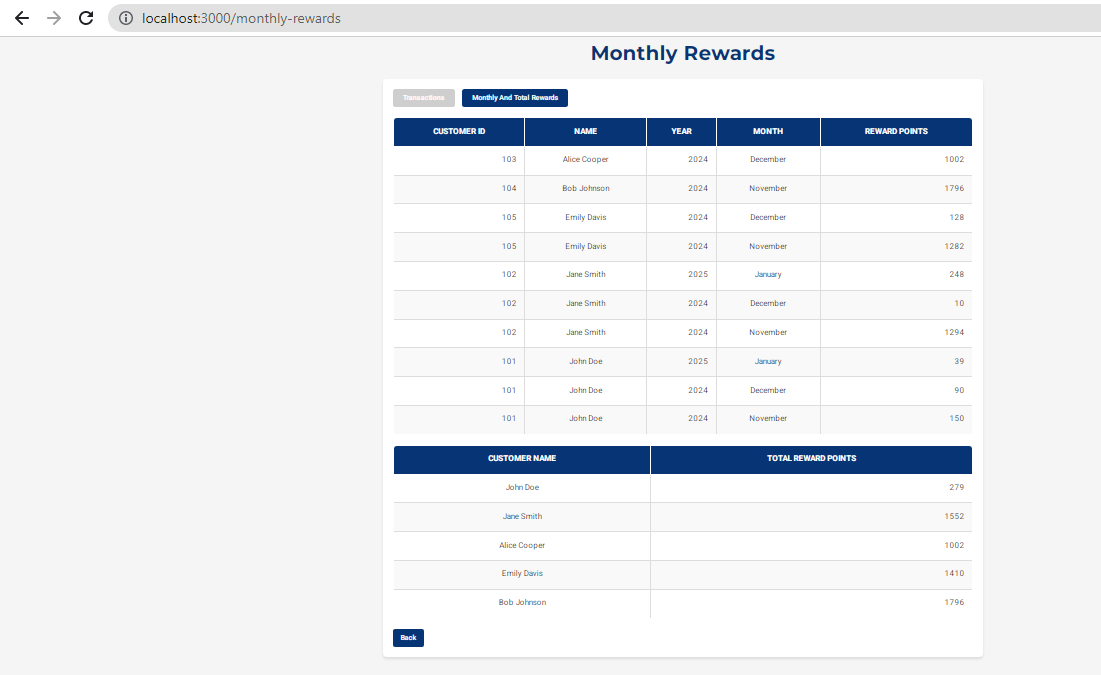 localhost:3000/monthly-rewards
Monthly Rewards
Transactions Monthly And Total Rewards
CUSTOMER ID NAME YEAR MONTH REWARD POINTS
103 Alice Cooper 2024 December 1002
104 Bob Johnson 2024 November 1796
105 Emily Davis 2024 December 128
105 Emily Davis 2024 November 1282
102 Jane Smith 2025 January 248
102 Jane Smith 2024 December 10
102 Jane Smith 2024 November 1294
101 John Doe 2025 January 39
101 John Doe 2024 December 90
101 John Doe 2024 November 150
CUSTOMER NAME TOTAL REWARD POINTS
John Doe 279
Jane Smith 1552
Alice Cooper 1002
Emily Davis 1410
Bob Johnson 1796
Back